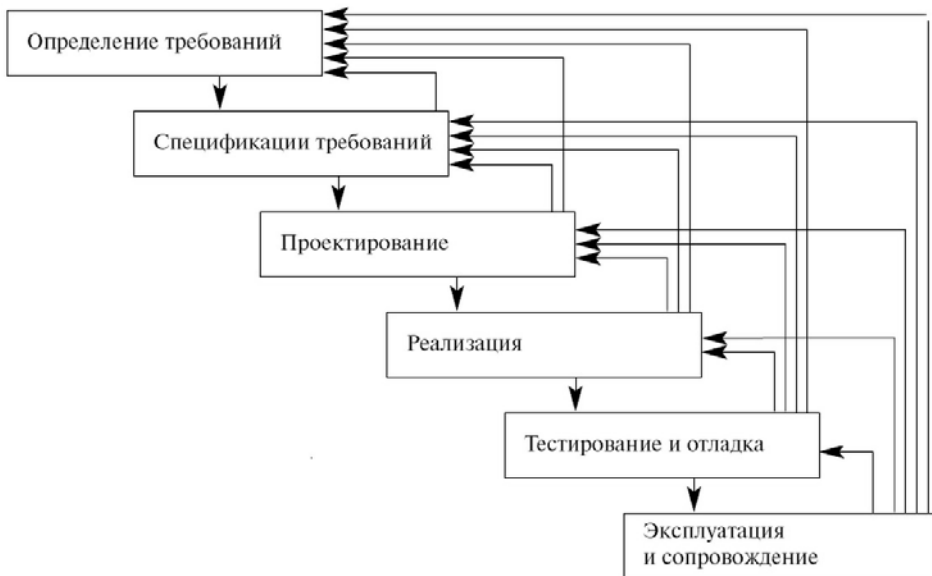 Определение требований
Спецификации требований
Проектирование
Реализация
Тестирование и отладка
Эксплуатация
и сопровождение